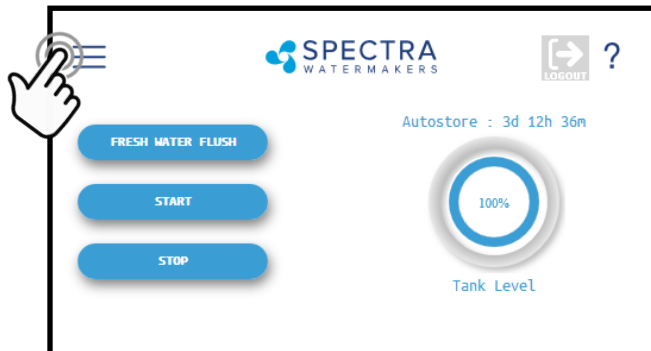 SPECTRA
WATERMAKERS
LOGOUT
?
Autostore : 3d 12h 36m
FRESH WATER FLUSH
START
100%
STOP
Tank Level